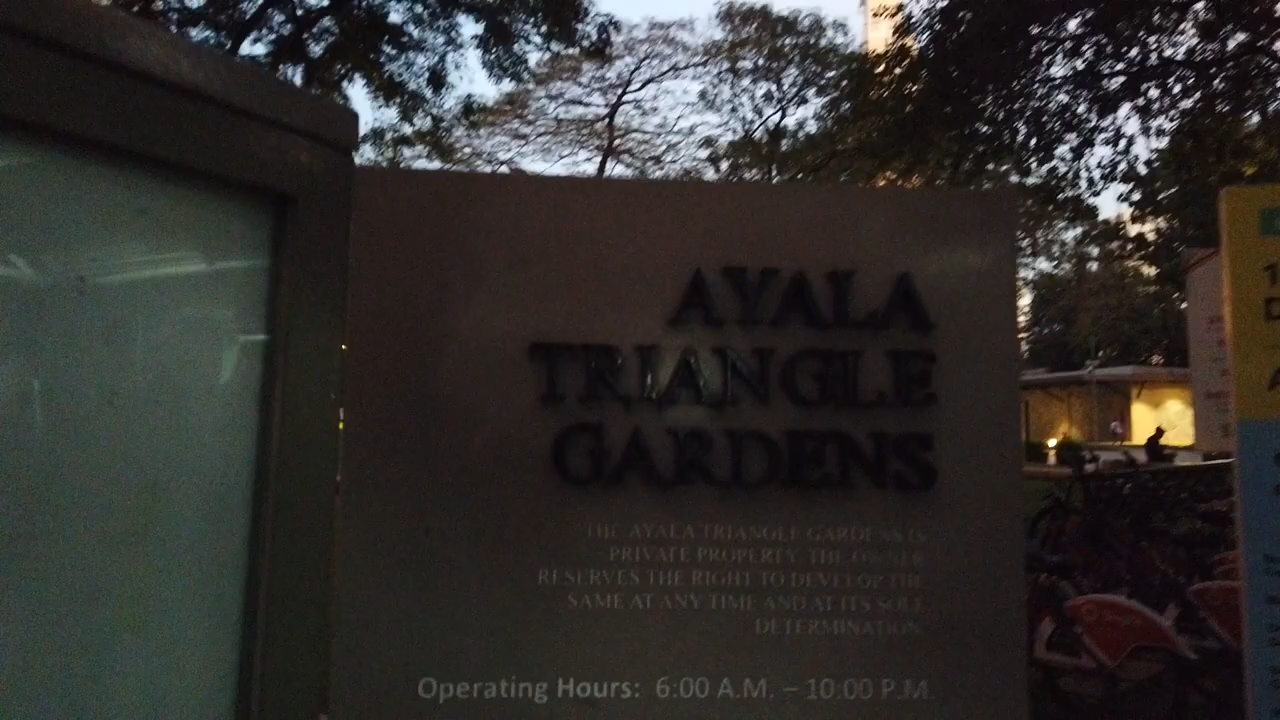 AYALA
TRIANGLE
GARDENS
THE AYALA TRIANGLE GARDENS IS
PRIVATE PROPERTY. THE OWNER
RESERVES THE RIGHT TO DEVELOP THE
SAME AT ANY TIME AND AT ITS SOLE
DETERMINATION.
Operating Hours: 6:00 A.M. – 10:00 P.M.